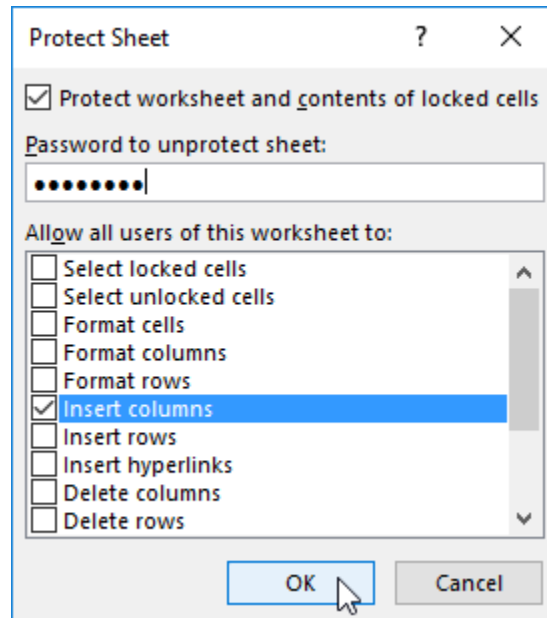 Protect Sheet
Protect worksheet and contents of locked cells
Password to unprotect sheet:
••••••••
Allow all users of this worksheet to:
Select locked cells
Select unlocked cells
Format cells
Format columns
Format rows
Insert columns
Insert rows
Insert hyperlinks
Delete columns
Delete rows
OK Cancel